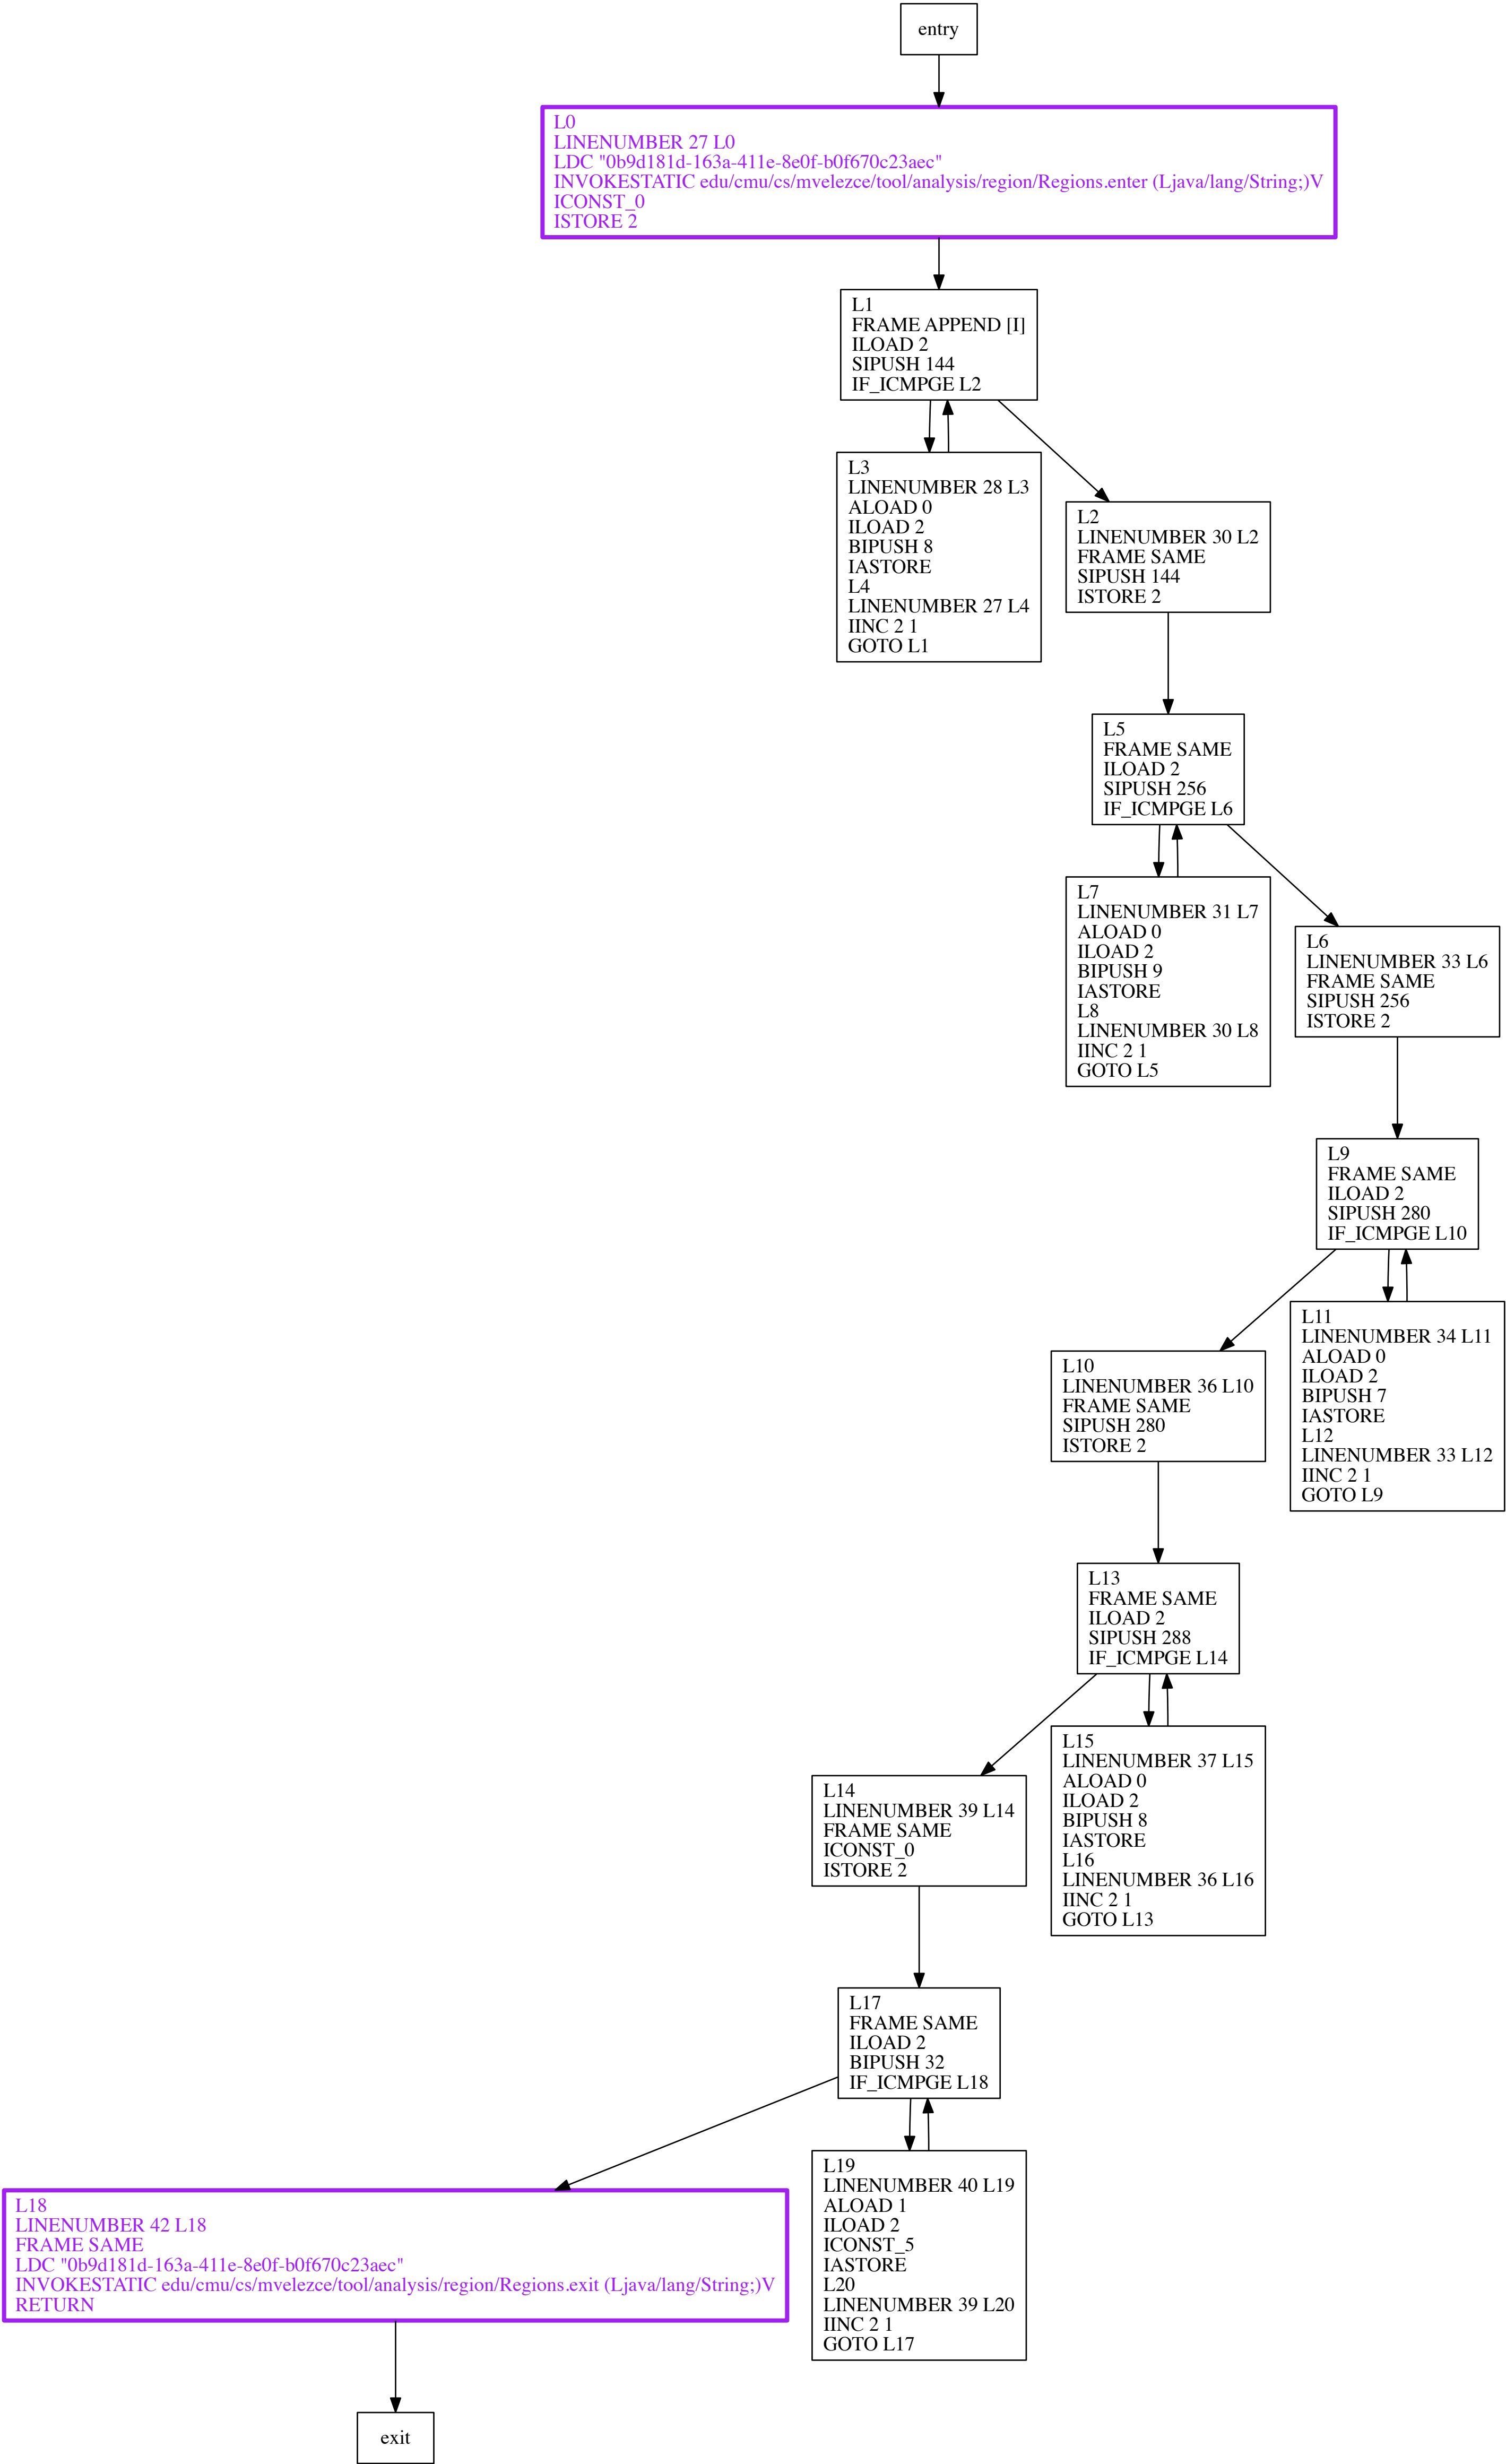 entry
L0
LINENUMBER 27 L0
LDC "0b9d181d-163a-411e-8e0f-b0f670c23aec"
INVOKESTATIC edu/cmu/cs/mvelezce/tool/analysis/region/Regions.enter (Ljava/lang/String;)V
ICONST_0
ISTORE 2
L1
FRAME APPEND [I]
ILOAD 2
SIPUSH 144
IF_ICMPGE L2
L3
LINENUMBER 28 L3
ALOAD 0
ILOAD 2
BIPUSH 8
IASTORE
L4
LINENUMBER 27 L4
IINC 2 1
GOTO L1
L2
LINENUMBER 30 L2
FRAME SAME
SIPUSH 144
ISTORE 2
L5
FRAME SAME
ILOAD 2
SIPUSH 256
IF_ICMPGE L6
L7
LINENUMBER 31 L7
ALOAD 0
ILOAD 2
BIPUSH 9
IASTORE
L8
LINENUMBER 30 L8
IINC 2 1
GOTO L5
L6
LINENUMBER 33 L6
FRAME SAME
SIPUSH 256
ISTORE 2
L9
FRAME SAME
ILOAD 2
SIPUSH 280
IF_ICMPGE L10
L11
LINENUMBER 34 L11
ALOAD 0
ILOAD 2
BIPUSH 7
IASTORE
L12
LINENUMBER 33 L12
IINC 2 1
GOTO L9
L10
LINENUMBER 36 L10
FRAME SAME
SIPUSH 280
ISTORE 2
L13
FRAME SAME
ILOAD 2
SIPUSH 288
IF_ICMPGE L14
L15
LINENUMBER 37 L15
ALOAD 0
ILOAD 2
BIPUSH 8
IASTORE
L16
LINENUMBER 36 L16
IINC 2 1
GOTO L13
L14
LINENUMBER 39 L14
FRAME SAME
ICONST_0
ISTORE 2
L17
FRAME SAME
ILOAD 2
BIPUSH 32
IF_ICMPGE L18
L19
LINENUMBER 40 L19
ALOAD 1
ILOAD 2
ICONST_5
IASTORE
L20
LINENUMBER 39 L20
IINC 2 1
GOTO L17
L18
LINENUMBER 42 L18
FRAME SAME
LDC "0b9d181d-163a-411e-8e0f-b0f670c23aec"
INVOKESTATIC edu/cmu/cs/mvelezce/tool/analysis/region/Regions.exit (Ljava/lang/String;)V
RETURN
exit